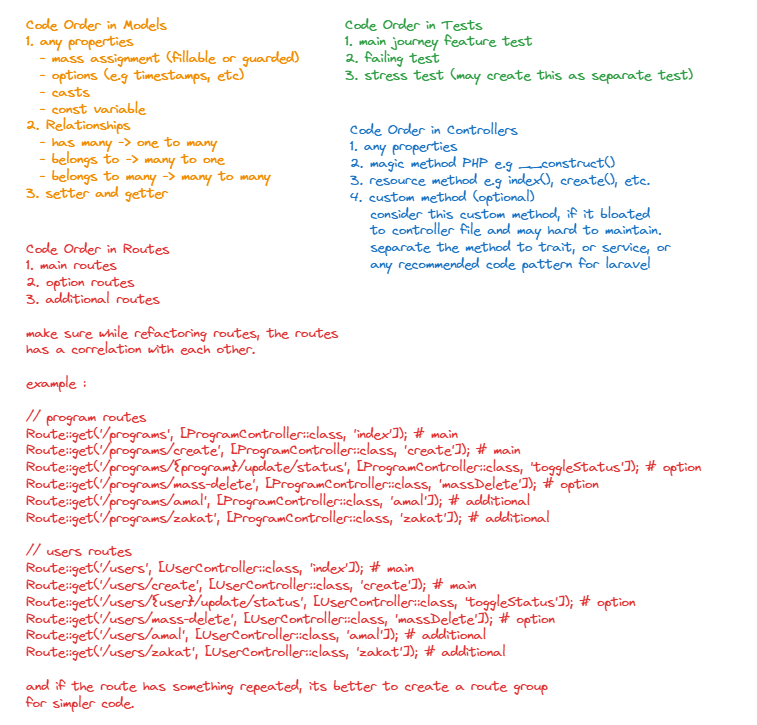 Code Order in Models
1. any properties
- mass assignment (fillable or guarded)
- options (e.g timestamps, etc)
- casts
- const variable
2. Relationships
- has many -> one to many
- belongs to -> many to one
- belongs to many -> many to many
3. setter and getter
Code Order in Tests
1. main journey feature test
2. failing test
3. stress test (may create this as separate test)
Code Order in Controllers
1. any properties
2. magic method PHP e.g __construct()
3. resource method e.g index(), create(), etc.
4. custom method (optional)
consider this custom method, if it bloated
to controller file and may hard to maintain.
separate the method to trait, or service, or
any recommended code pattern for laravel
Code Order in Routes
1. main routes
2. option routes
3. additional routes
make sure while refactoring routes, the routes
has a correlation with each other.
example :
// program routes
Route::get('/programs', [ProgramController::class, 'index']); # main
Route::get('/programs/create', [ProgramController::class, 'create']); # main
Route::get('/programs/{program}/update/status', [ProgramController::class, 'toggleStatus']); # option
Route::get('/programs/mass-delete', [ProgramController::class, 'massDelete']); # option
Route::get('/programs/amal', [ProgramController::class, 'amal']); # additional
Route::get('/programs/zakat', [ProgramController::class, 'zakat']); # additional
// users routes
Route::get('/users', [UserController::class, 'index']); # main
Route::get('/users/create', [UserController::class, 'create']); # main
Route::get('/users/{user}/update/status', [UserController::class, 'toggleStatus']); # option
Route::get('/users/mass-delete', [UserController::class, 'massDelete']); # option
Route::get('/users/amal', [UserController::class, 'amal']); # additional
Route::get('/users/zakat', [UserController::class, 'zakat']); # additional
and if the route has something repeated, its better to create a route group
for simpler code.